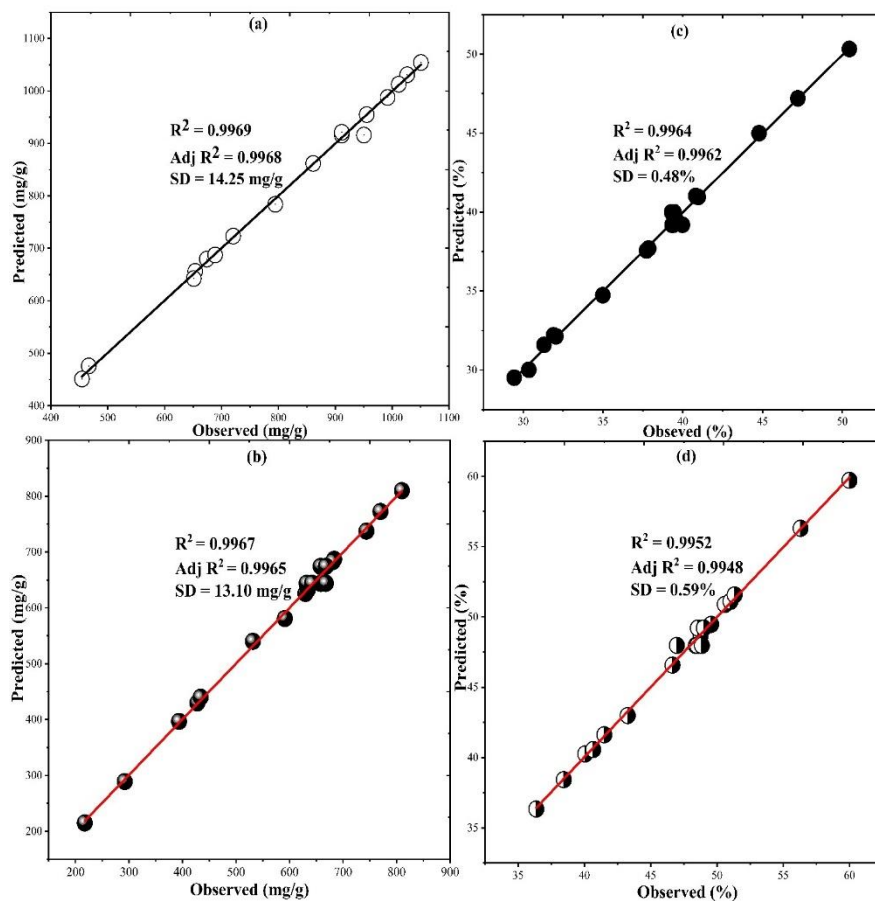 (a)
1100
1000
900
800
700
600
500
400
Predicted (mg/g)
R² = 0.9969
Adj R² = 0.9968
SD = 14.25 mg/g
400 500 600 700 800 900 1000 1100
Observed (mg/g)
(c)
50
45
40
35
30
Predicted (%)
R² = 0.9964
Adj R² = 0.9962
SD = 0.48%
30 35 40 45 50
Obseved (%)
(b)
900
800
700
600
500
400
300
200
Predicted (mg/g)
R² = 0.9967
Adj R² = 0.9965
SD = 13.10 mg/g
200 300 400 500 600 700 800 900
Observed (mg/g)
(d)
60
55
50
45
40
35
Predicted (%)
R² = 0.9952
Adj R² = 0.9948
SD = 0.59%
35 40 45 50 55 60
Observed (%)